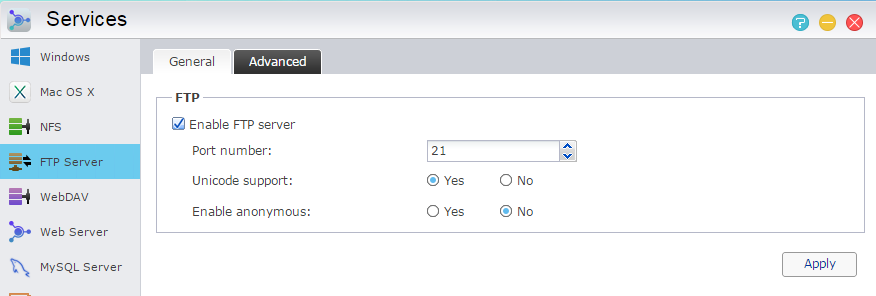 Services
?
Windows
X Mac OS X
NFS
FTP Server
WebDAV
Web Server
MySQL Server
General Advanced
FTP
Enable FTP server
Port number: 21
Unicode support: Yes No
Enable anonymous: Yes No
Apply